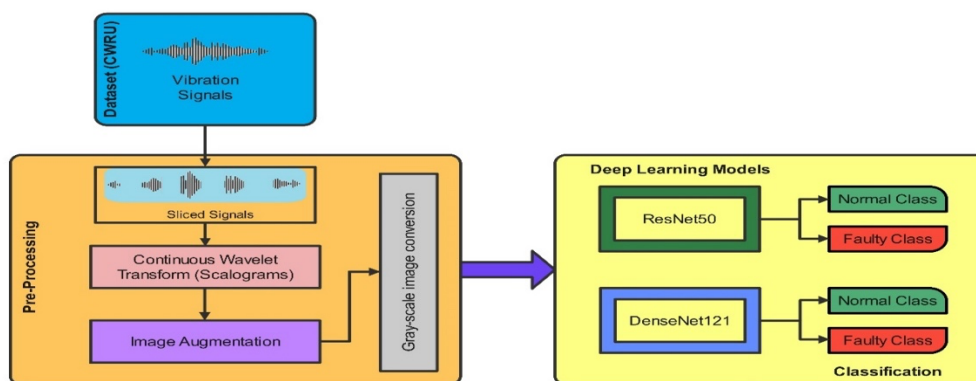 Dataset (CWRU)
Vibration
Signals
Pre-Processing
Sliced Signals
Continuous Wavelet
Transform (Scalograms)
Image Augmentation
Gray-scale image conversion
Deep Learning Models
ResNet50
Normal Class
Faulty Class
DenseNet121
Normal Class
Faulty Class
Classification